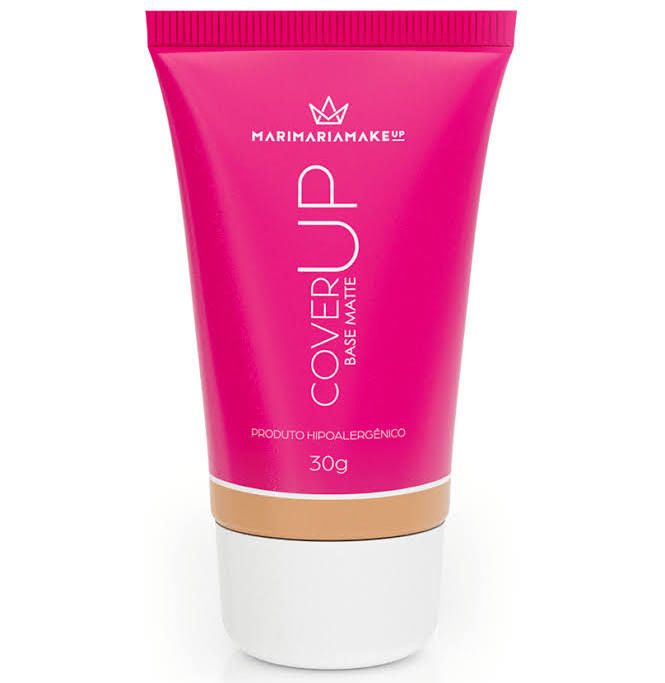 MARIMARIAMAKEUP
COVERUP
BASE MATTE
PRODUTO HIPOALERGÊNICO
30g